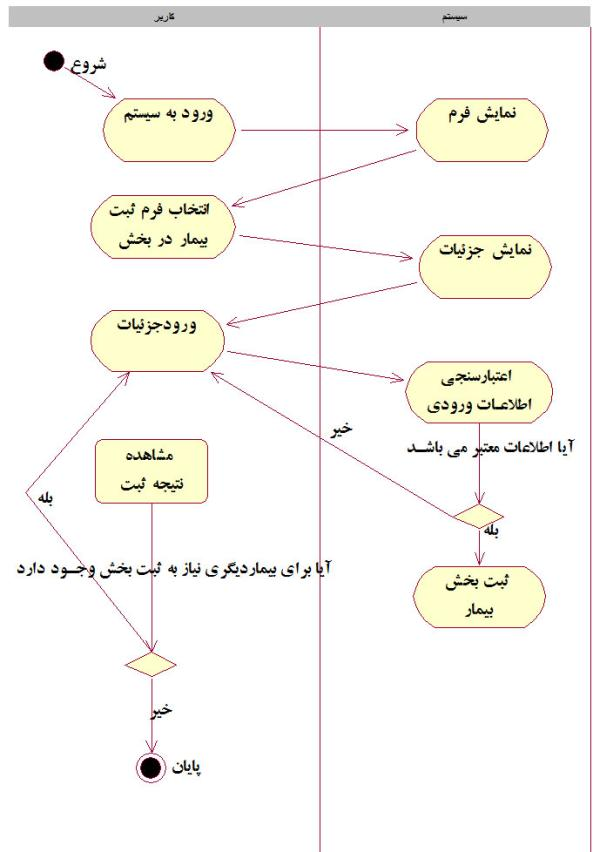 کاربر
سیستم
شروع
ورود به سیستم
نمایش فرم
انتخاب فرم ثبت
بیمار در بخش
نمایش جزئیات
ورودجزئیات
اعتبارسنجی
اطلاعات ورودی
خیر
آیا اطلاعات معتبر می باشد
مشاهده
نتیجه ثبت
بله
بله
آیا برای بیماردیگری نیاز به ثبت بخش وجود دارد
ثبت بخش
بیمار
خیر
پایان